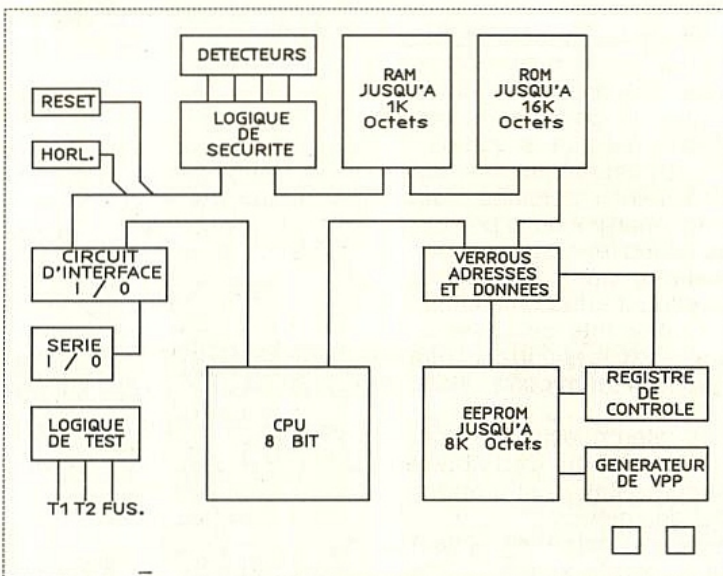 DETECTEURS
RAM
JUSQU'A
1K
Octets
ROM
JUSQU'A
16K
Octets
RESET
LOGIQUE
DE
SECURITE
HORL.
CIRCUIT
D'INTERFACE
I / O
VERROUS
ADRESSES
ET DONNEES
SERIE
I / O
CPU
8 BIT
EEPROM
JUSQU'A
8K Octets
REGISTRE
DE
CONTROLE
LOGIQUE
DE TEST
GENERATEUR
DE VPP
T1 T2 FUS.